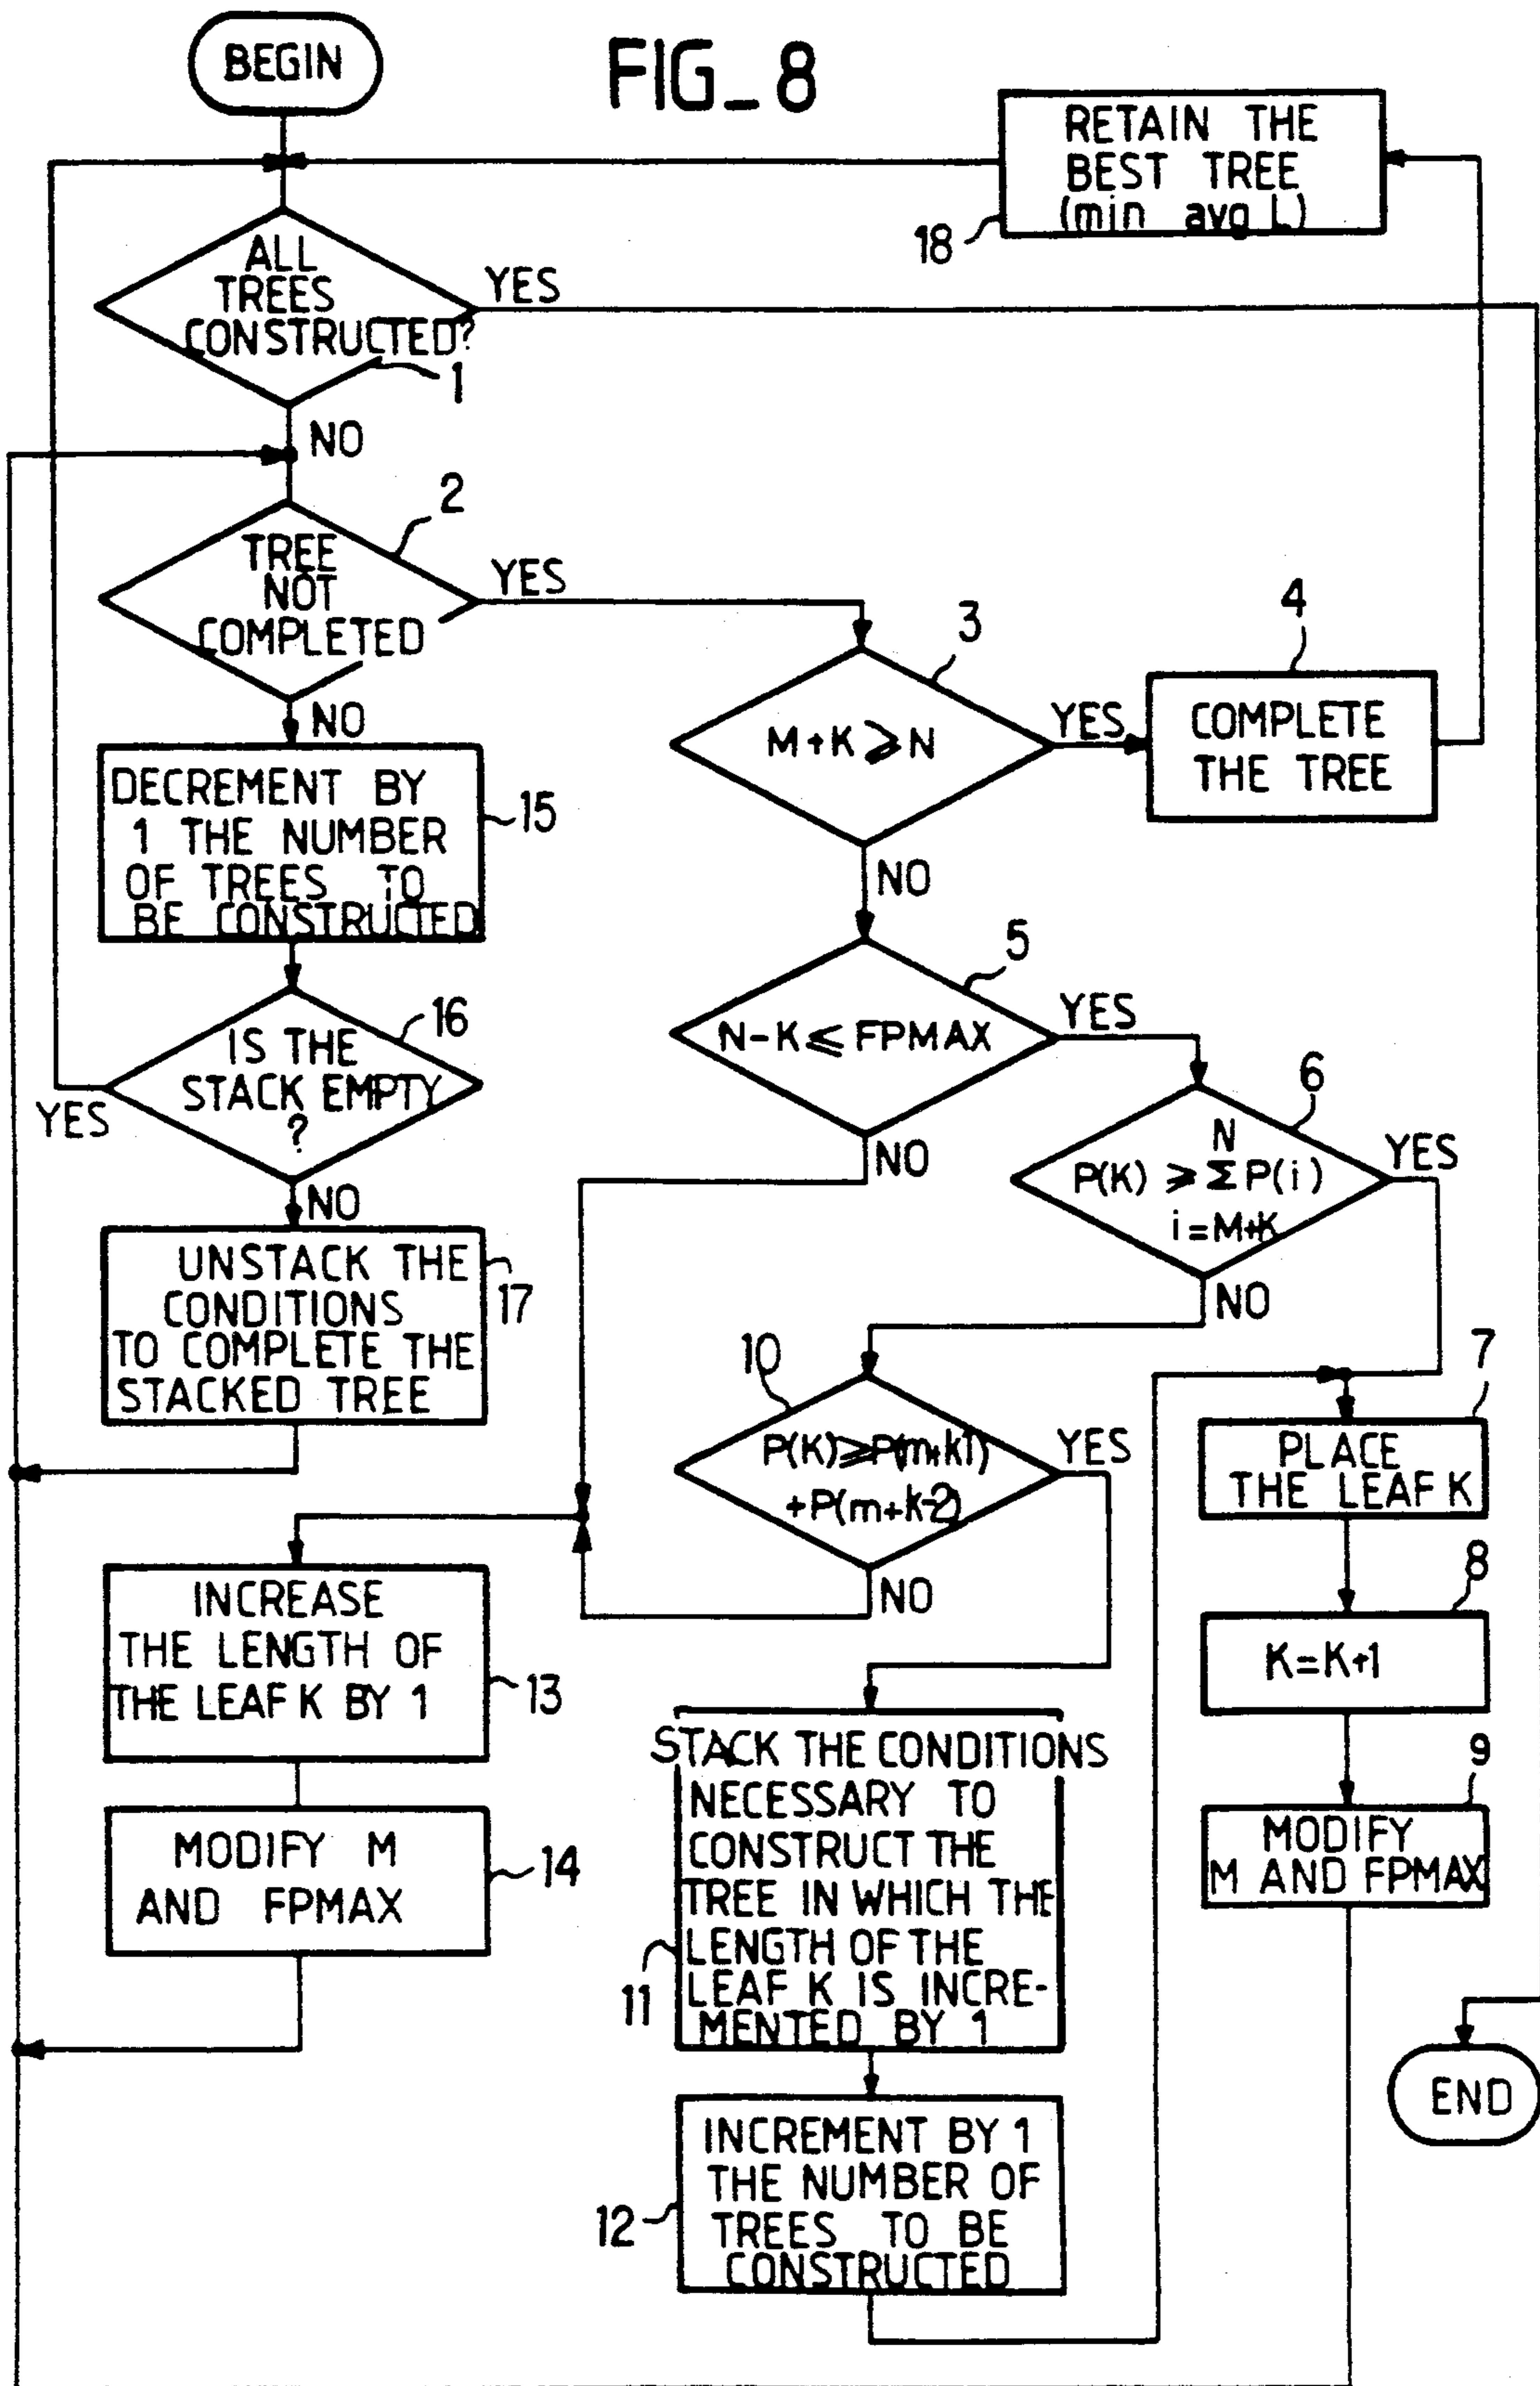 BEGIN
FIG_8
RETAIN THE
BEST TREE
(min avg L)
18
ALL
TREES
CONSTRUCTED?
YES
1
NO
2
TREE
NOT
COMPLETED
YES
NO
3
M+K⩾N
YES
NO
4
COMPLETE
THE TREE
DECREMENT BY
1 THE NUMBER
OF TREES TO
BE CONSTRUCTED
15
5
N-K⩽FPMAX
YES
NO
16
IS THE
STACK EMPTY
?
YES
NO
6
N
P(K) ⩾ Σ P(i)
i=M+K
YES
NO
UNSTACK THE
CONDITIONS
TO COMPLETE THE
STACKED TREE
17
10
P(K)⩾P(m+k1)
+P(m+k-2)
YES
NO
7
PLACE
THE LEAF K
8
K=K+1
9
MODIFY
M AND FPMAX
INCREASE
THE LENGTH OF
THE LEAF K BY 1
13
MODIFY M
AND FPMAX
14
STACK THE CONDITIONS
NECESSARY TO
CONSTRUCT THE
TREE IN WHICH THE
LENGTH OF THE
LEAF K IS INCRE-
MENTED BY 1
11
INCREMENT BY 1
THE NUMBER OF
TREES TO BE
CONSTRUCTED
12
END